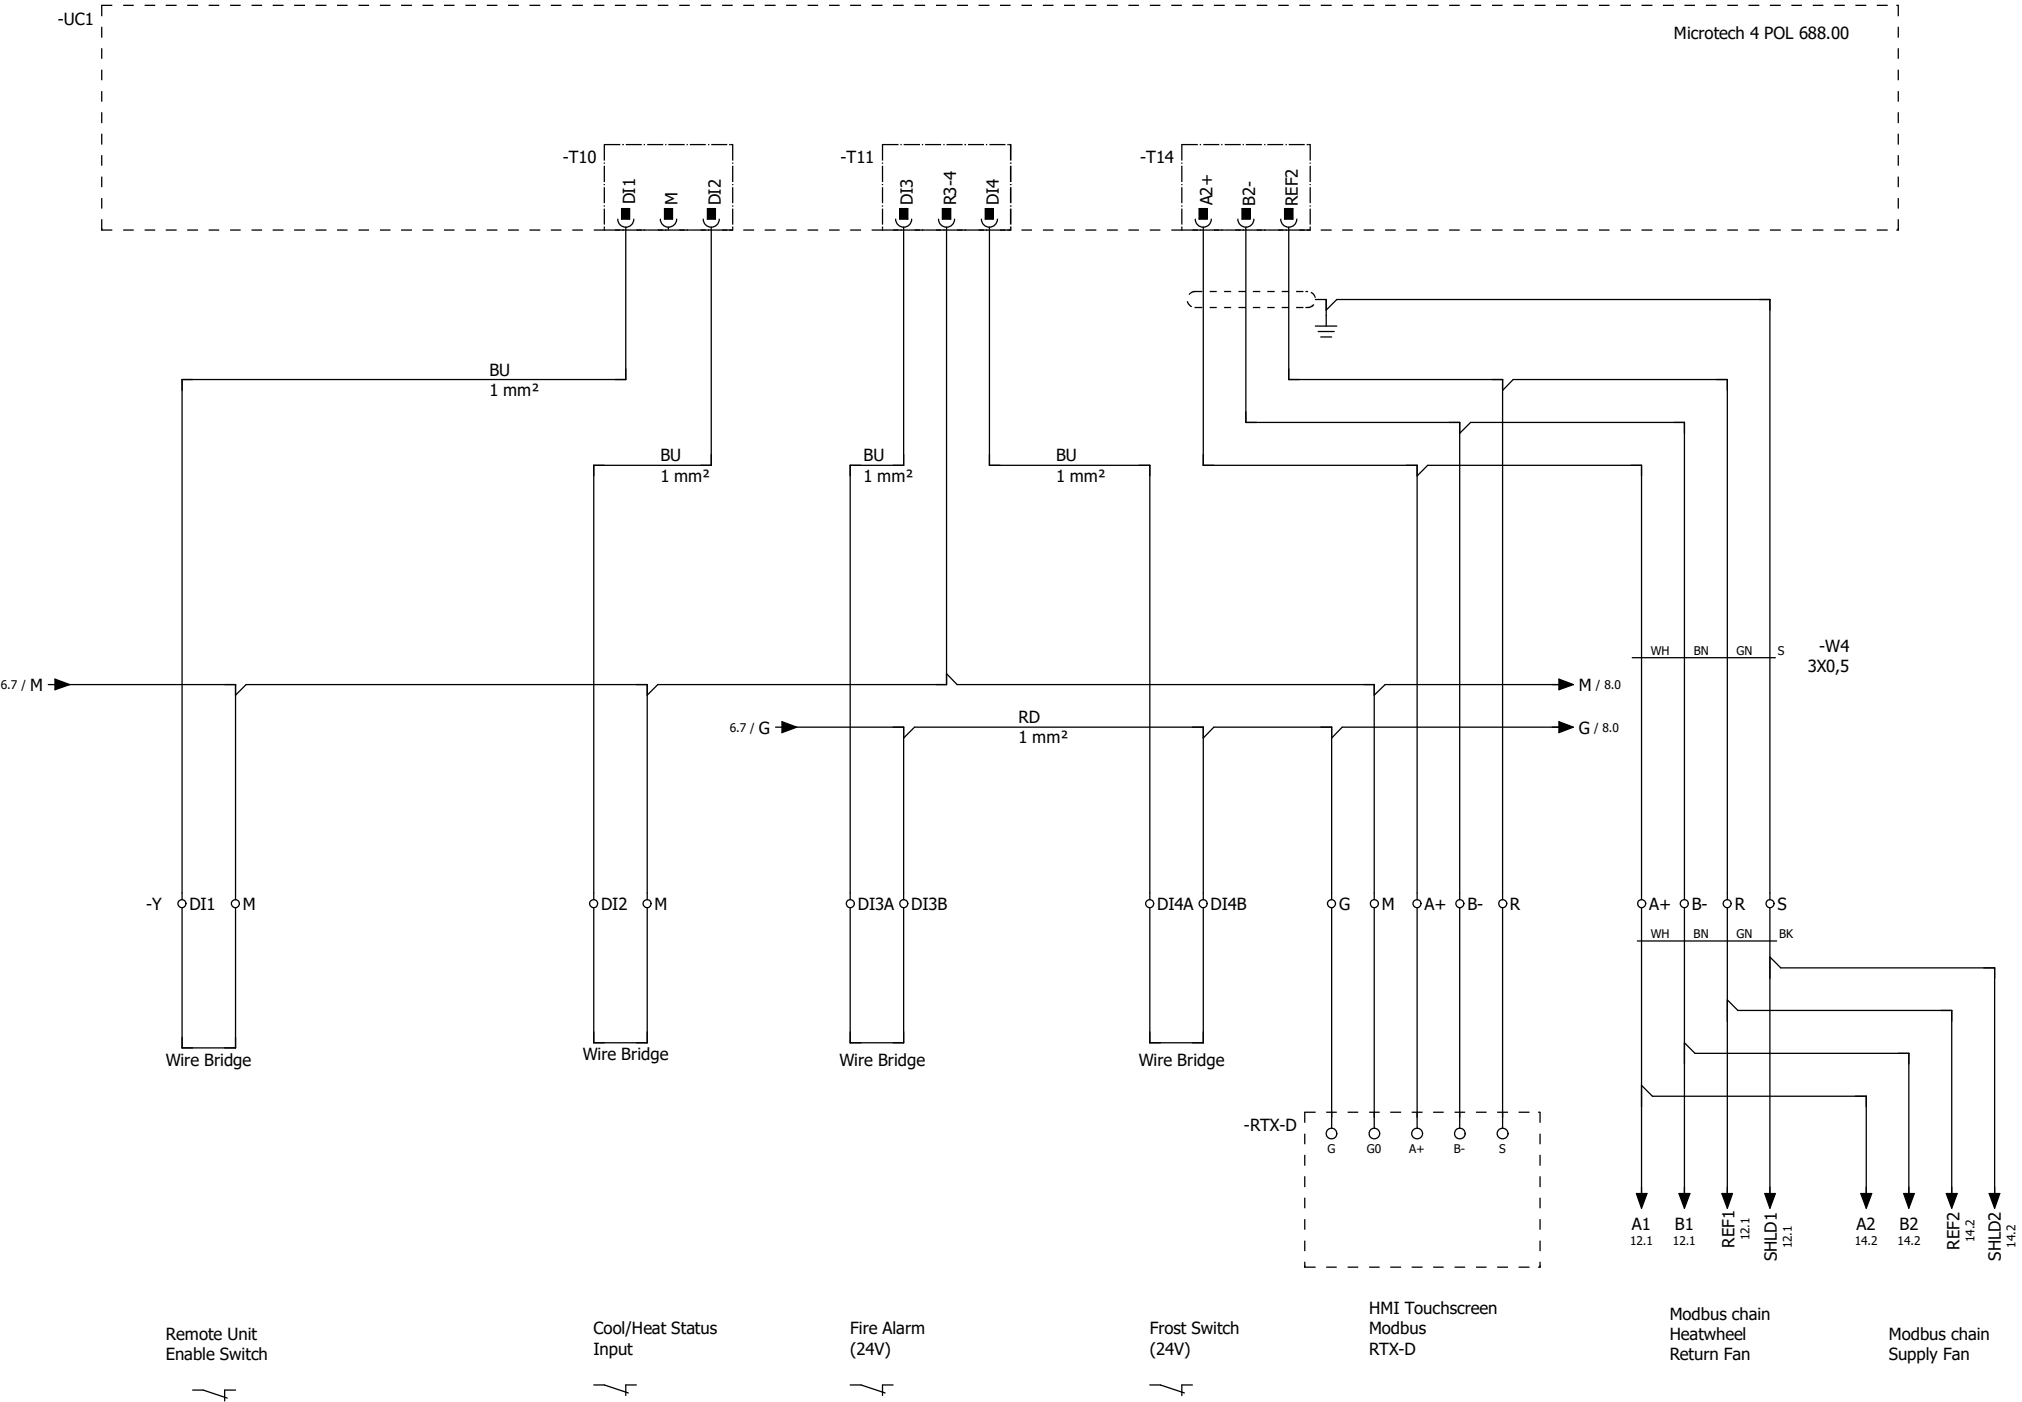 -UC1
Microtech 4 POL 688.00
-T10
DI1
M
DI2
-T11
DI3
R3-4
DI4
-T14
A2+
B2-
REF2
BU
1 mm²
BU
1 mm²
BU
1 mm²
BU
1 mm²
WH
BN
GN
S
-W4
3X0,5
6.7 / M
M / 8.0
6.7 / G
RD
1 mm²
G / 8.0
-Y
DI1
M
DI2
M
DI3A
DI3B
DI4A
DI4B
G
M
A+
B-
R
A+
B-
R
S
WH
BN
GN
BK
Wire Bridge
Wire Bridge
Wire Bridge
Wire Bridge
-RTX-D
G
G0
A+
B-
S
A1
12.1
B1
12.1
REF1
12.1
SHLD1
12.1
A2
14.2
B2
14.2
REF2
14.2
SHLD2
14.2
Remote Unit
Enable Switch
Cool/Heat Status
Input
Fire Alarm
(24V)
Frost Switch
(24V)
HMI Touchscreen
Modbus
RTX-D
Modbus chain
Heatwheel
Return Fan
Modbus chain
Supply Fan